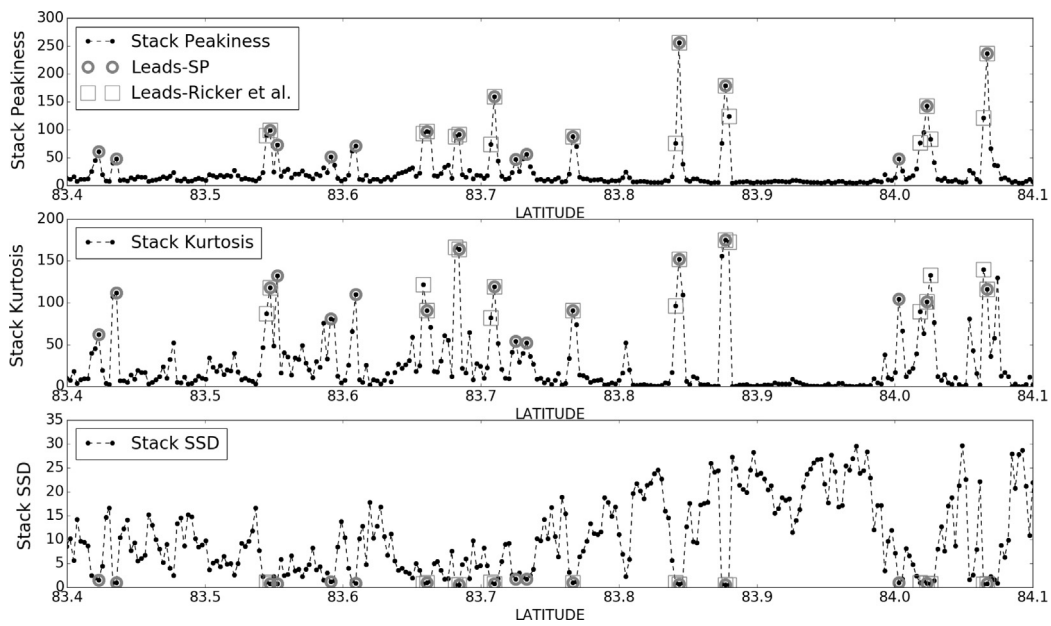 300
250
200
150
100
50
0
Stack Peakiness
Stack Peakiness
Leads-SP
Leads-Ricker et al.
83.4 83.5 83.6 83.7 83.8 83.9 84.0 84.1
LATITUDE
200
150
100
50
0
Stack Kurtosis
Stack Kurtosis
83.4 83.5 83.6 83.7 83.8 83.9 84.0 84.1
LATITUDE
35
30
25
20
15
10
5
0
Stack SSD
Stack SSD
83.4 83.5 83.6 83.7 83.8 83.9 84.0 84.1
LATITUDE